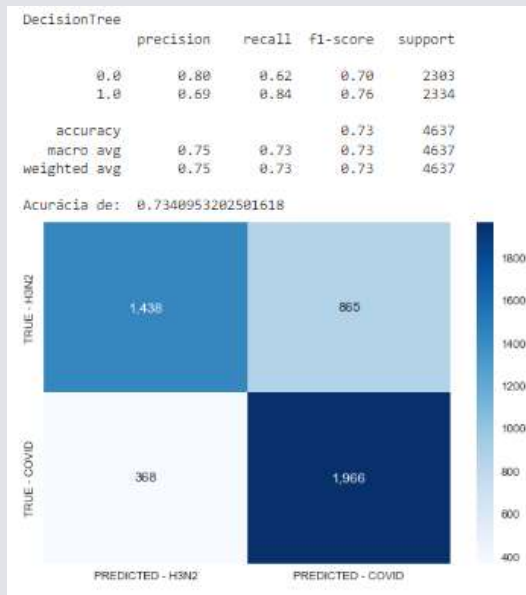 DecisionTree
precision recall f1-score support
0.0 0.80 0.62 0.70 2303
1.0 0.69 0.84 0.76 2334
accuracy 0.73 4637
macro avg 0.75 0.73 0.73 4637
weighted avg 0.75 0.73 0.73 4637
Acurácia de: 0.7340953202501618
TRUE - H3N2
1,438
865
TRUE - COVID
368
1,966
PREDICTED - H3N2
PREDICTED - COVID
1800
1600
1400
1200
1000
800
600
400